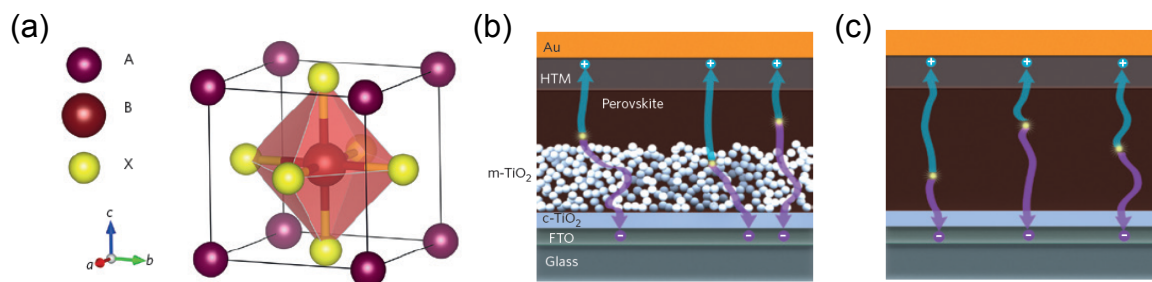 (a)
A
B
X
c
a
b
(b)
Au
HTM
Perovskite
m-TiO2
c-TiO2
FTO
Glass
+
+
+
-
-
-
(c)
+
+
+
-
-
-